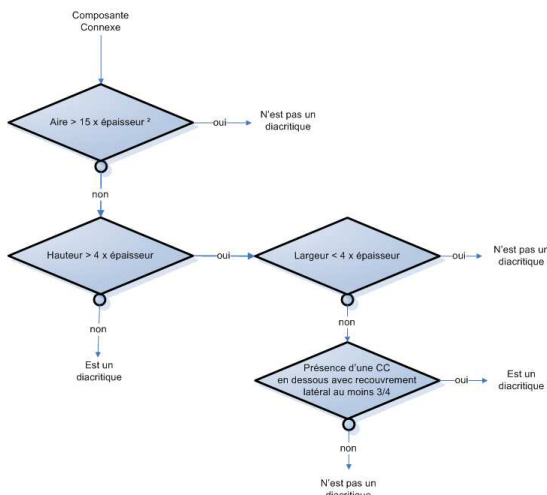 Composante
Connexe
Aire > 15 x épaisseur ²
oui
N'est pas un
diacritique
non
Hauteur > 4 x épaisseur
oui
Largeur < 4 x épaisseur
oui
N'est pas un
diacritique
non
Est un
diacritique
non
Présence d'une CC
en dessous avec recouvrement
latéral au moins 3/4
oui
Est un
diacritique
non
N'est pas un
diacritique